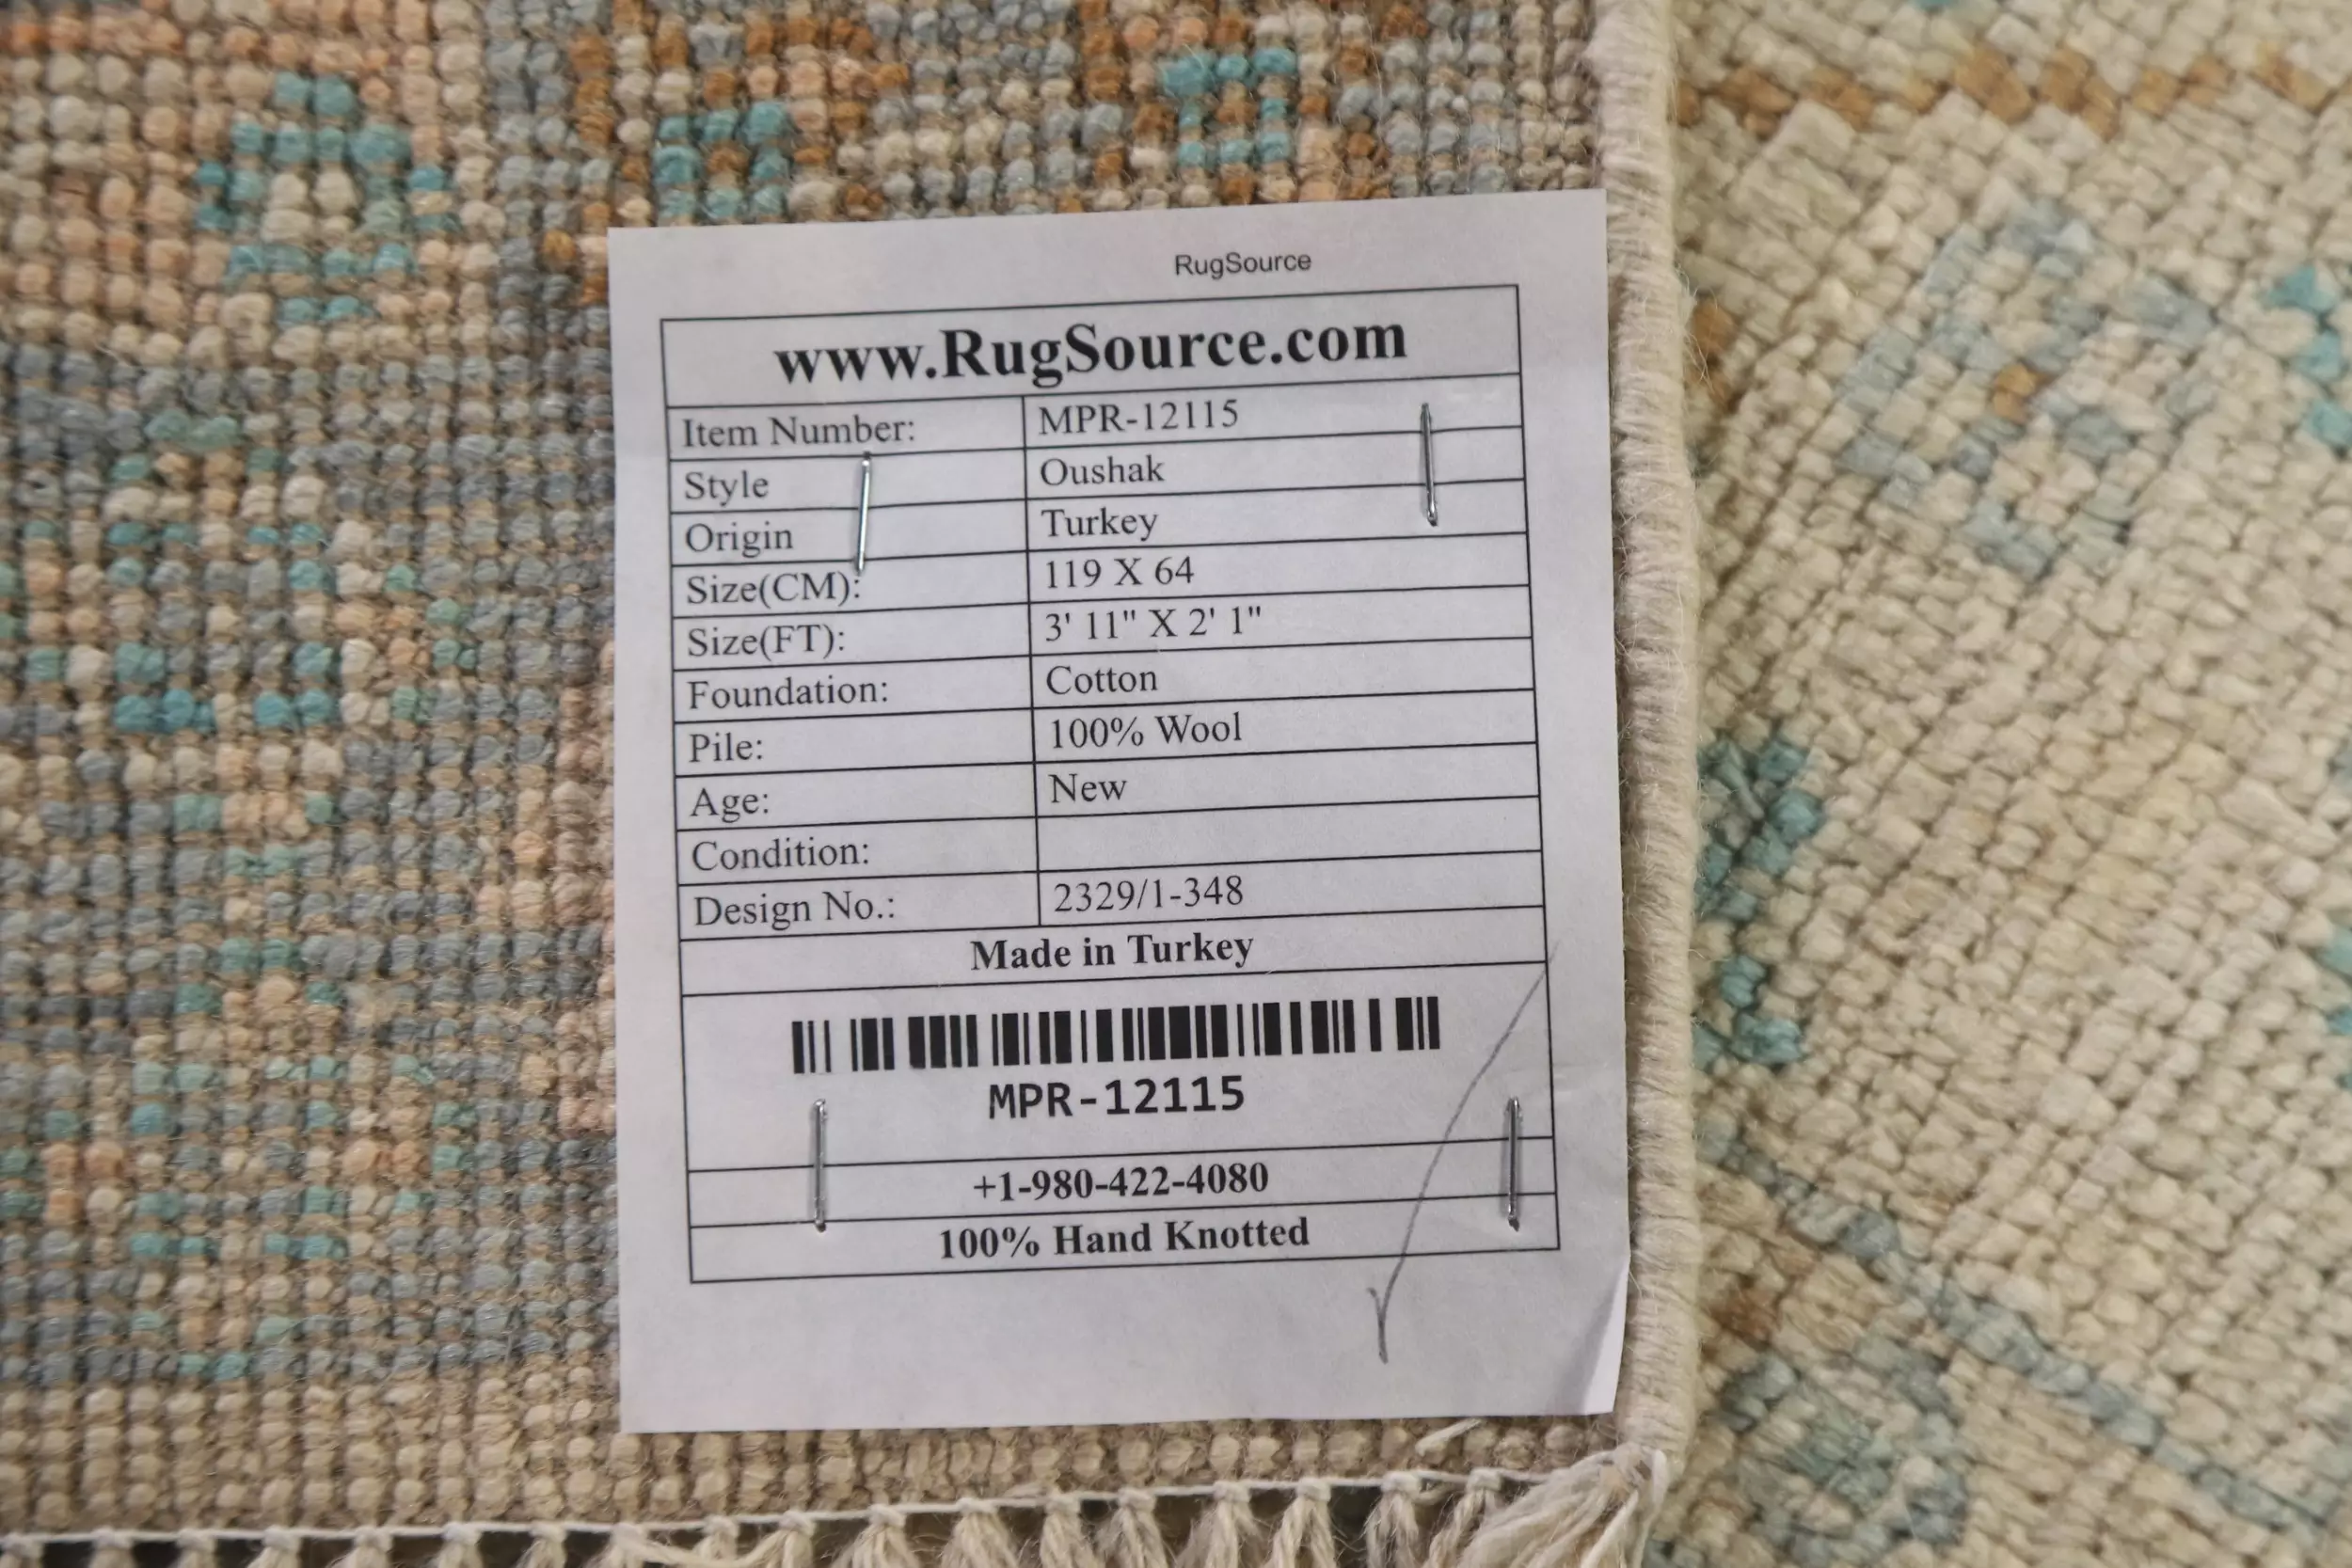 RugSource
www.RugSource.com
Item Number: MPR-12115
Style Oushak
Origin Turkey
Size(CM): 119 X 64
Size(FT): 3' 11" X 2' 1"
Foundation: Cotton
Pile: 100% Wool
Age: New
Condition:
Design No.: 2329/1-348
Made in Turkey
MPR-12115
+1-980-422-4080
100% Hand Knotted